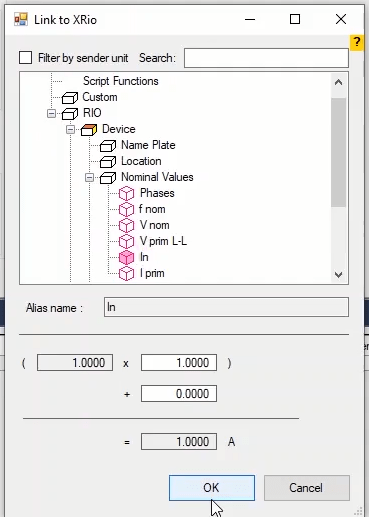 Link to XRio
?
Filter by sender unit Search:
Script Functions
Custom
RIO
Device
Name Plate
Location
Nominal Values
Phases
f nom
V nom
V prim L-L
In
I prim
Alias name : In
( 1.0000 x 1.0000 )
+ 0.0000
= 1.0000 A
OK Cancel